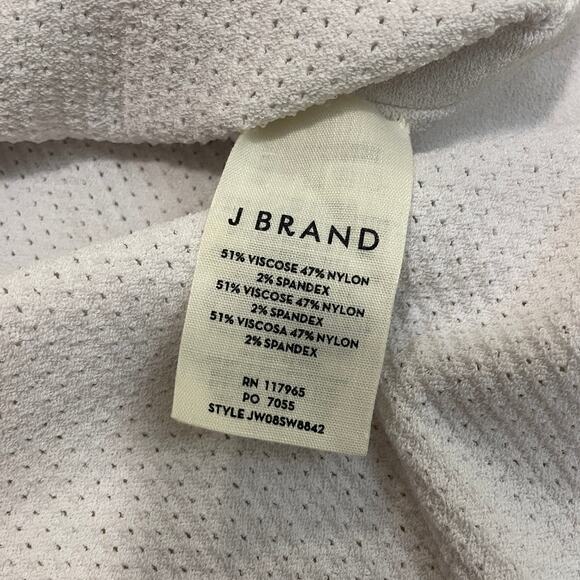 J BRAND
51% VISCOSE 47% NYLON
2% SPANDEX
51% VISCOSE 47% NYLON
2% SPANDEX
51% VISCOSA 47% NYLON
2% SPANDEX
RN 117965
PO 7055
STYLE JW08SW8842